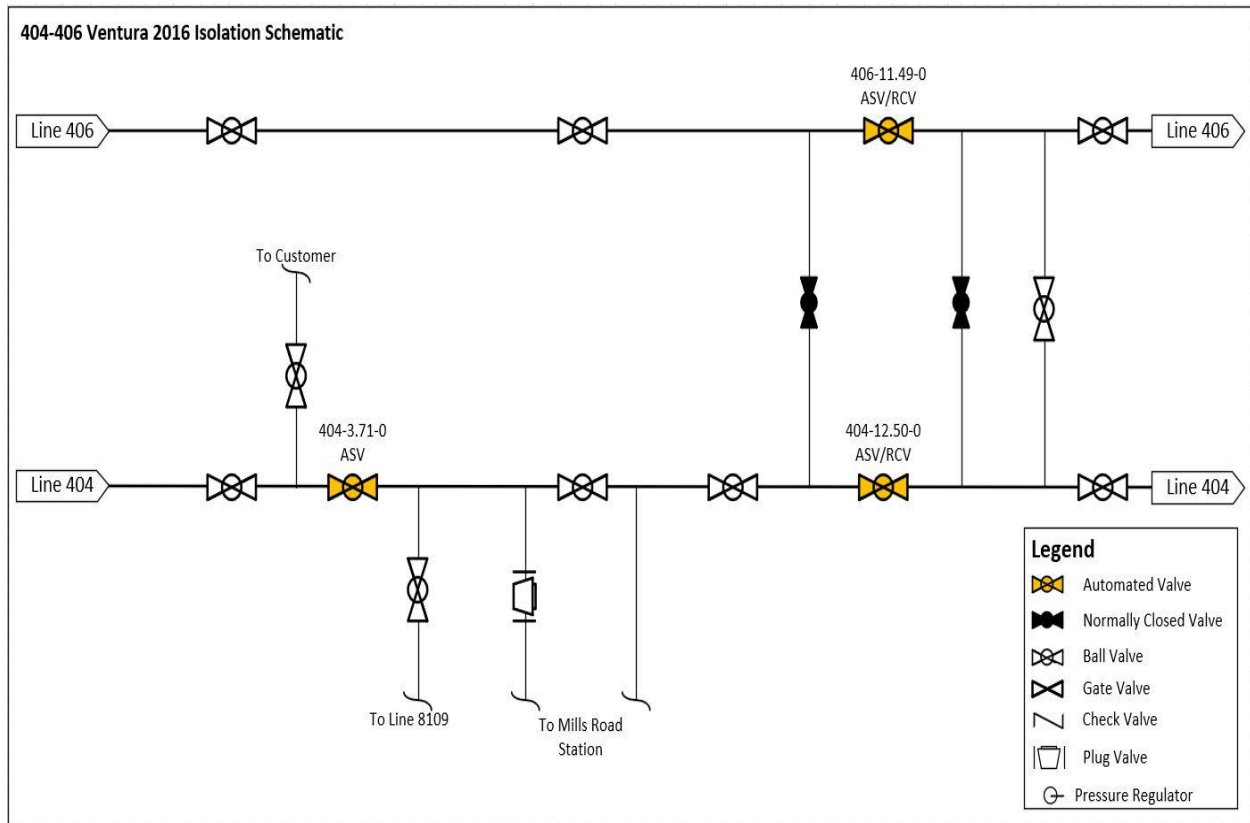 404-406 Ventura 2016 Isolation Schematic
406-11.49-0
ASV/RCV
Line 406
Line 406
To Customer
404-3.71-0
ASV
404-12.50-0
ASV/RCV
Line 404
Line 404
To Line 8109
To Mills Road
Station
Legend
Automated Valve
Normally Closed Valve
Ball Valve
Gate Valve
Check Valve
Plug Valve
Pressure Regulator